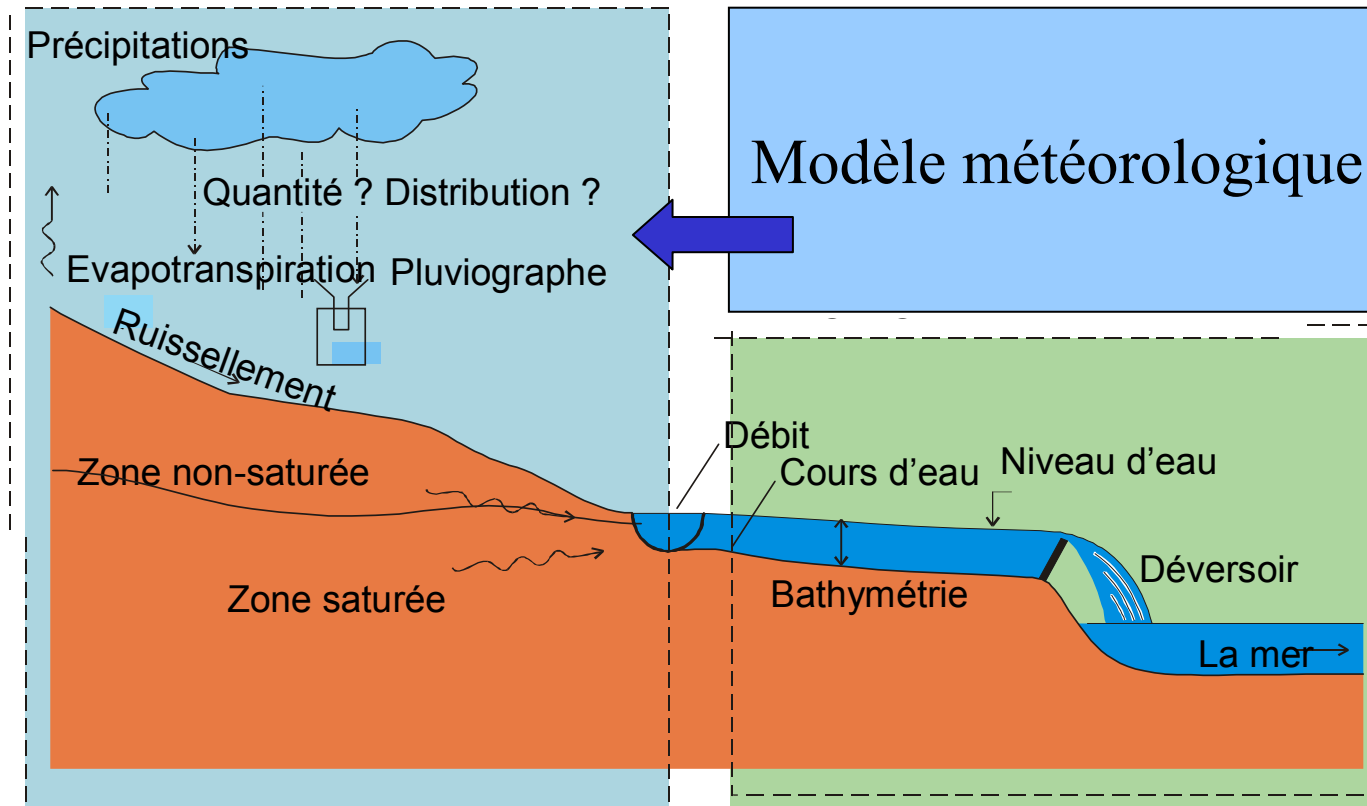 Précipitations
Modèle météorologique
Quantité ? Distribution ?
Evapotranspiration
Pluviographe
Ruissellement
Débit
Zone non-saturée
Cours d’eau
Niveau d’eau
Déversoir
Zone saturée
Bathymétrie
La mer